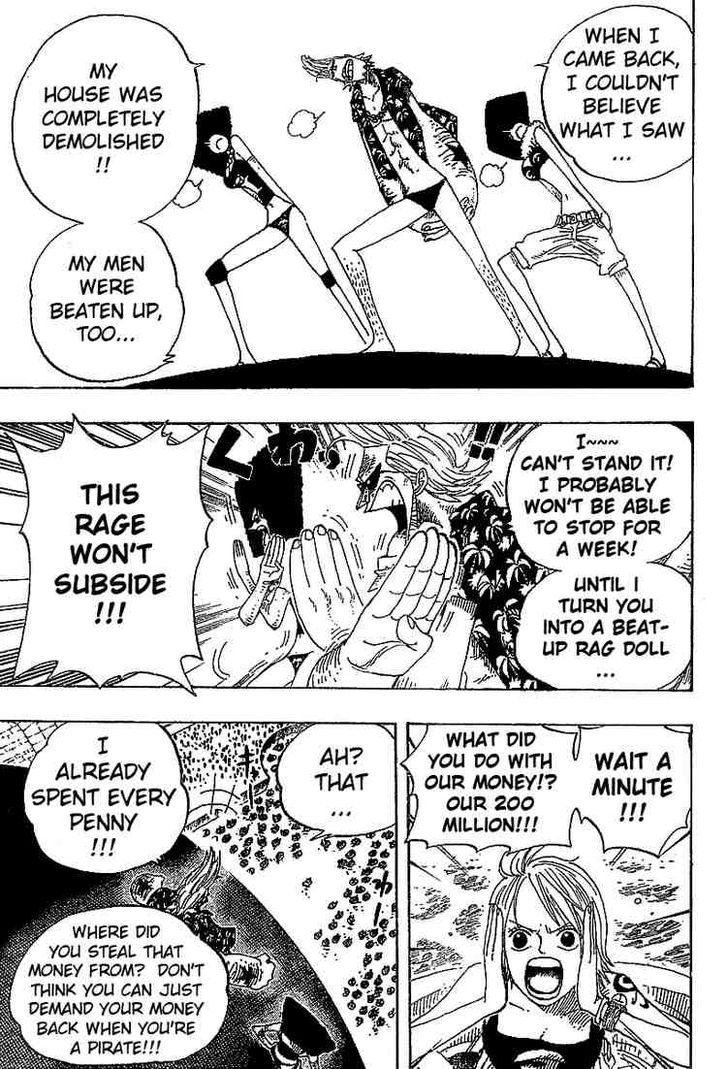 WHEN I
CAME BACK,
I COULDN'T
BELIEVE
WHAT I SAW
...
MY
HOUSE WAS
COMPLETELY
DEMOLISHED
!!
MY MEN
WERE
BEATEN UP,
TOO...
I~~~
CAN'T STAND IT!
I PROBABLY
WON'T BE ABLE
TO STOP FOR
A WEEK!
UNTIL I
TURN YOU
INTO A BEAT-
UP RAG DOLL
...
!!
くわっ
THIS
RAGE
WON'T
SUBSIDE
!!!
WAIT A
MINUTE
!!!
WHAT DID
YOU DO WITH
OUR MONEY!?
OUR 200
MILLION!!!
AH?
THAT
...
I
ALREADY
SPENT EVERY
PENNY
!!!
WHERE DID
YOU STEAL THAT
MONEY FROM? DON'T
THINK YOU CAN JUST
DEMAND YOUR MONEY
BACK WHEN YOU'RE
A PIRATE!!!